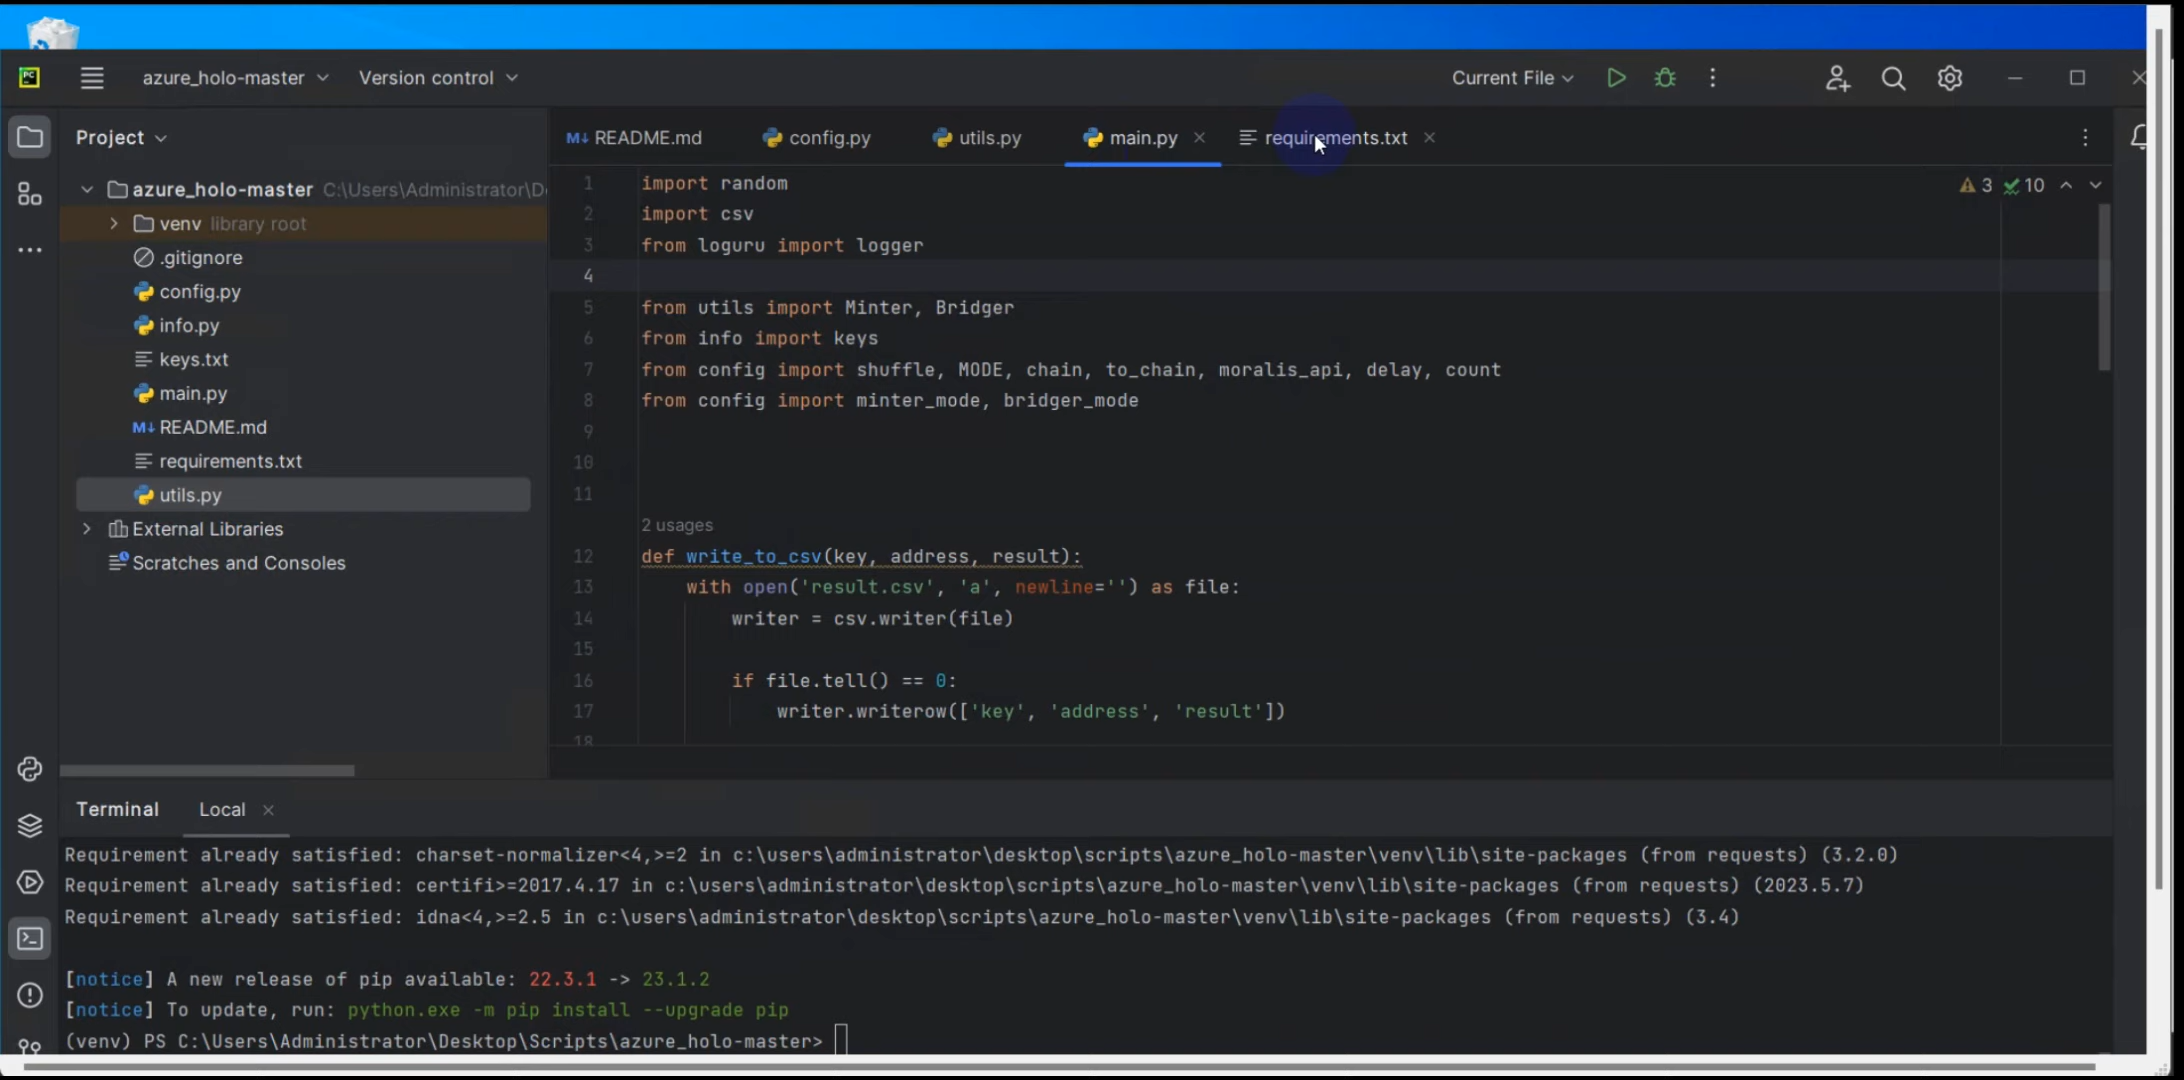 PC
azure_holo-master
Version control
Current File
Project
M↓ README.md
config.py
utils.py
main.py
requirements.txt
azure_holo-master C:\Users\Administrator\De
venv library root
.gitignore
config.py
info.py
keys.txt
main.py
M↓ README.md
requirements.txt
utils.py
External Libraries
Scratches and Consoles
3 10
1 import random
2 import csv
3 from loguru import logger
4
5 from utils import Minter, Bridger
6 from info import keys
7 from config import shuffle, MODE, chain, to_chain, moralis_api, delay, count
8 from config import minter_mode, bridger_mode
9
10
11
2 usages
12 def write_to_csv(key, address, result):
13 with open('result.csv', 'a', newline='') as file:
14 writer = csv.writer(file)
15
16 if file.tell() == 0:
17 writer.writerow(['key', 'address', 'result'])
18
Terminal
Local
Requirement already satisfied: charset-normalizer<4,>=2 in c:\users\administrator\desktop\scripts\azure_holo-master\venv\lib\site-packages (from requests) (3.2.0)
Requirement already satisfied: certifi>=2017.4.17 in c:\users\administrator\desktop\scripts\azure_holo-master\venv\lib\site-packages (from requests) (2023.5.7)
Requirement already satisfied: idna<4,>=2.5 in c:\users\administrator\desktop\scripts\azure_holo-master\venv\lib\site-packages (from requests) (3.4)
[notice] A new release of pip available: 22.3.1 -> 23.1.2
[notice] To update, run: python.exe -m pip install --upgrade pip
(venv) PS C:\Users\Administrator\Desktop\Scripts\azure_holo-master>